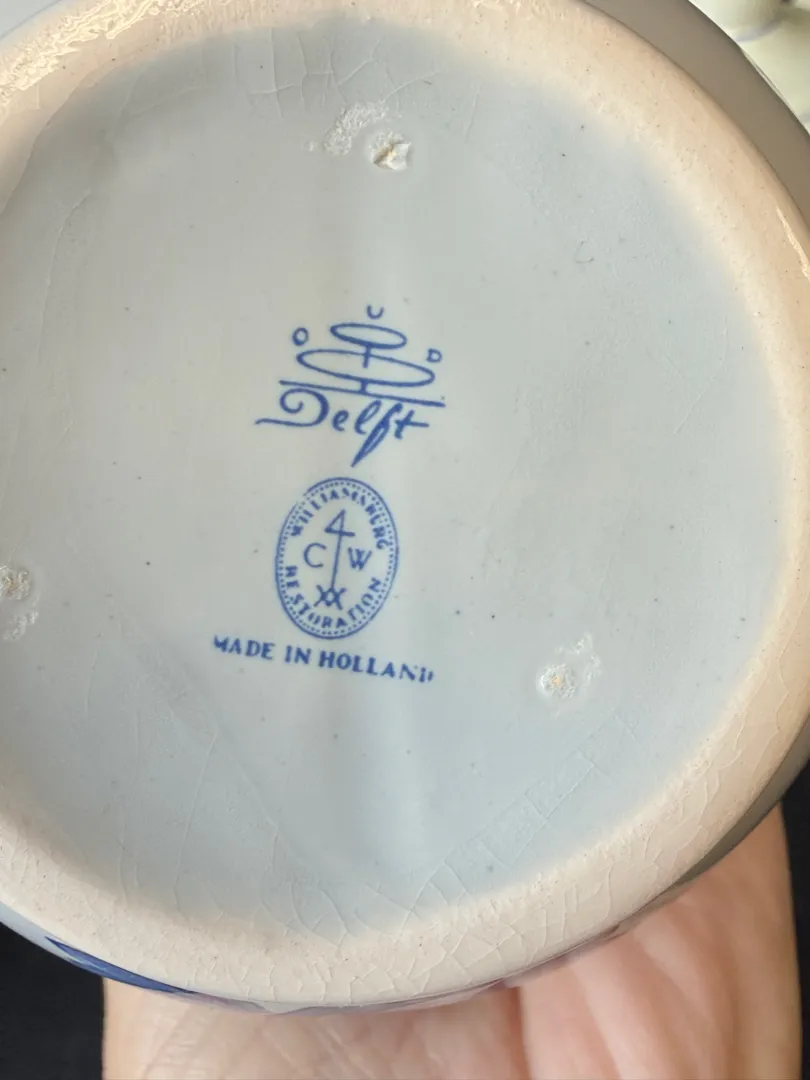 O U D
Delft
WILLIAMSBURG
C W
RESTORATION
MADE IN HOLLAND